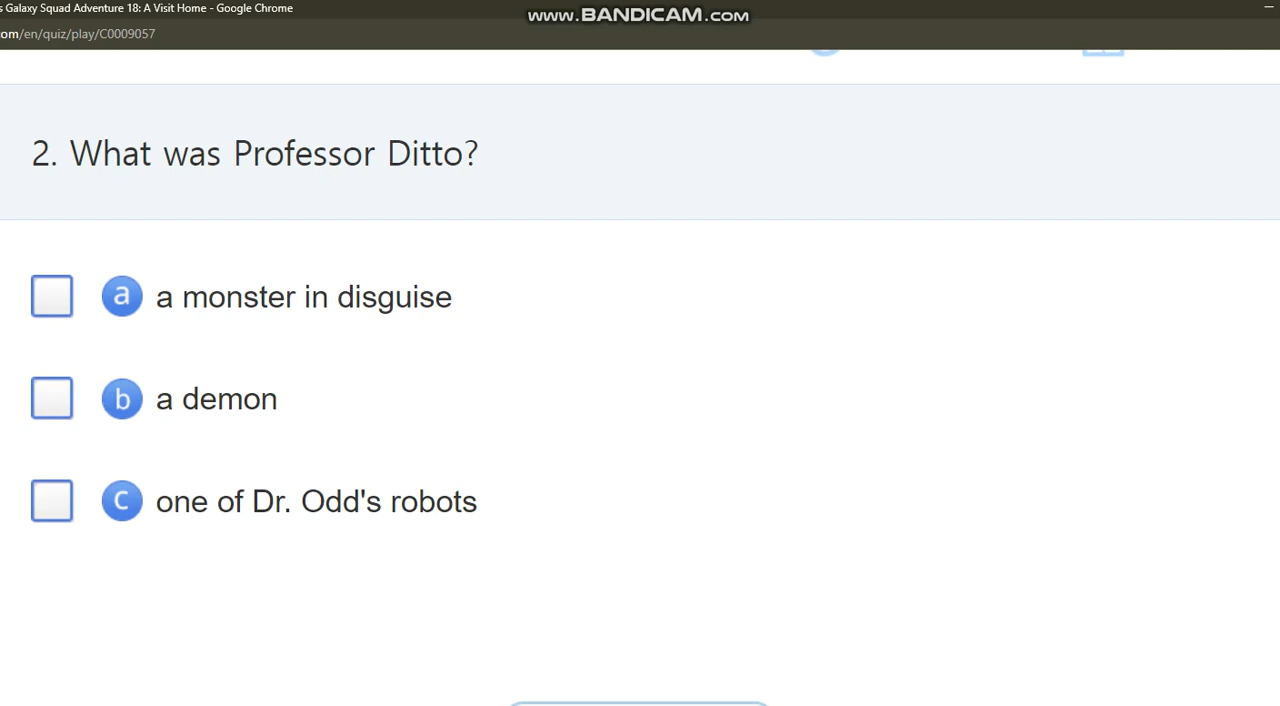 s Galaxy Squad Adventure 18: A Visit Home - Google Chrome
www.BANDICAM.com
om/en/quiz/play/C0009057
2. What was Professor Ditto?
a a monster in disguise
b a demon
c one of Dr. Odd's robots